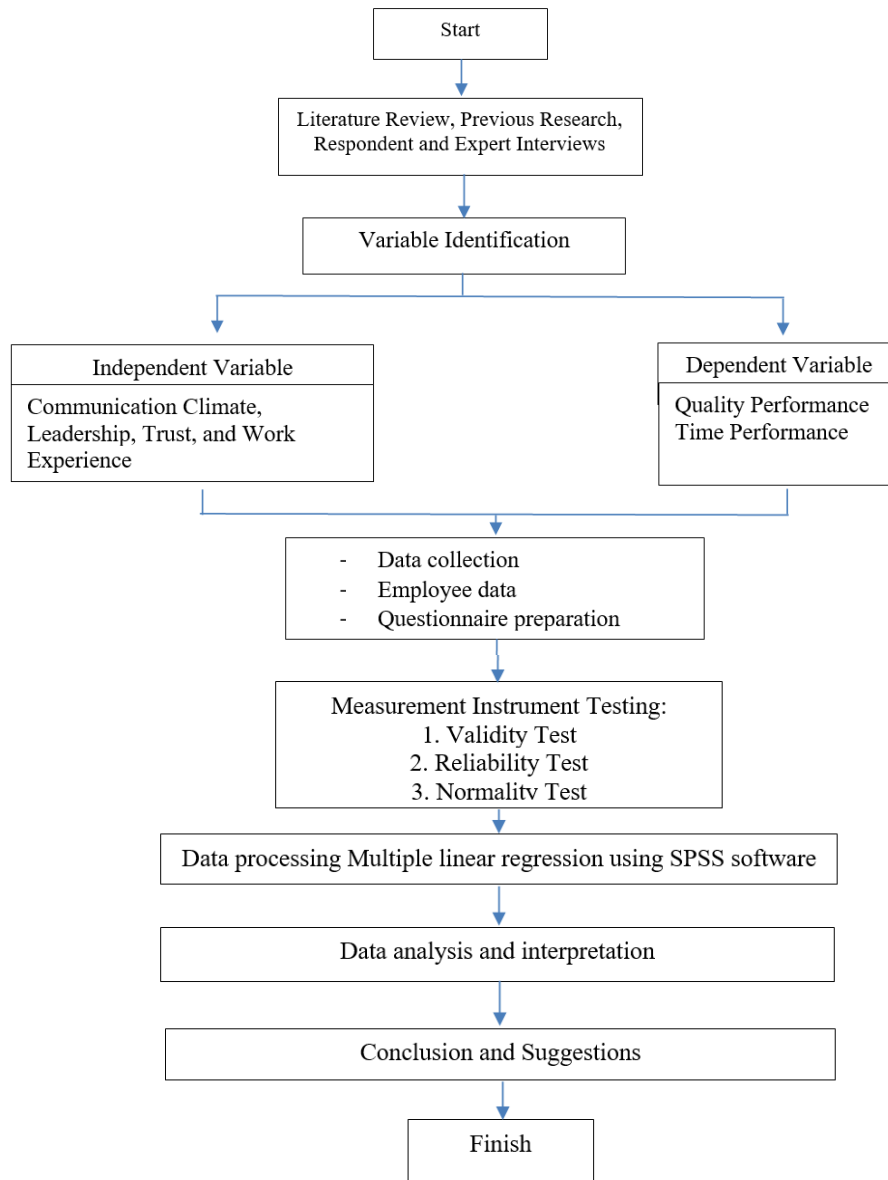 Start
Literature Review, Previous Research,
Respondent and Expert Interviews
Variable Identification
Independent Variable
Communication Climate,
Leadership, Trust, and Work
Experience
Dependent Variable
Quality Performance
Time Performance
- Data collection
- Employee data
- Questionnaire preparation
Measurement Instrument Testing:
1. Validity Test
2. Reliability Test
3. Normality Test
Data processing Multiple linear regression using SPSS software
Data analysis and interpretation
Conclusion and Suggestions
Finish